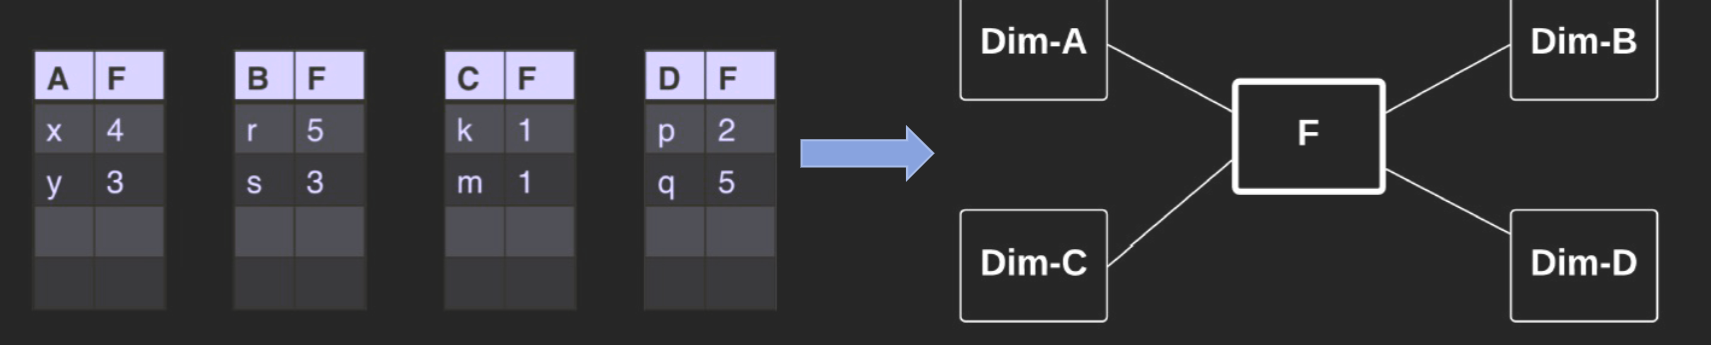 A F
x 4
y 3
B F
r 5
s 3
C F
k 1
m 1
D F
p 2
q 5
Dim-A
Dim-B
F
Dim-C
Dim-D